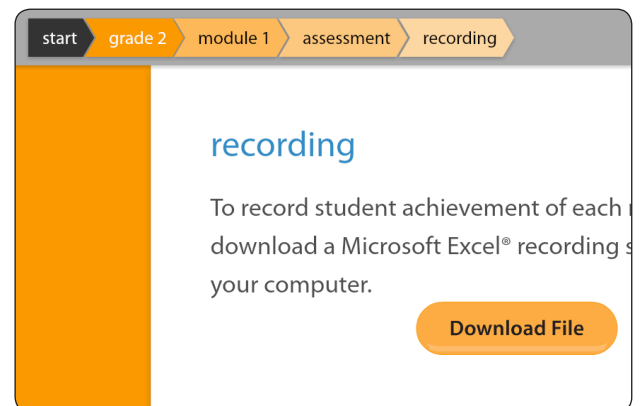 start grade 2 module 1 assessment recording
recording
To record student achievement of each
download a Microsoft Excel® recording
your computer.
Download File